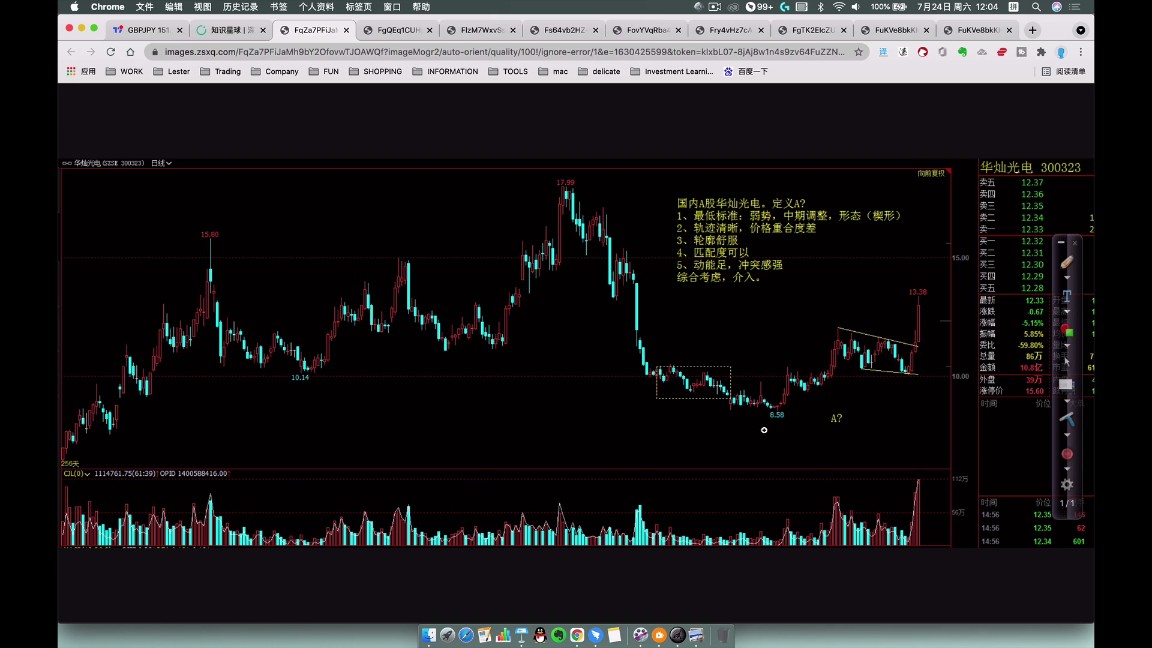 Chrome 文件 编辑 视图 历史记录 书签 个人资料 标签页 窗口 帮助
99+ 100% 7月24日 周六 12:04
GBPJPY 151 知识星球 | FqZa7PFiJa FgQEq1CUH FlzM7Wxv Fs64vb2HZ FovYVqRba Fry4vHz7c FgTK2ElcZU FuKVe8bkK FuKVe8bkK
images.zsxq.com/FqZa7PFiJaMh9bY2OfovwTJOAWQf?imageMogr2/auto-orient/quality/100!/ignore-error/1&e=1630425599&token=kIxbL07-8jAj8w1n4s9zv64FuZZN...
应用 WORK Lester Trading Company FUN SHOPPING INFORMATION TOOLS mac delicate Investment Learni... 百度一下 阅读清单
华灿光电 (SZSE 300323) 日线
向前复权
华灿光电 300323
17.99
15.80
国内A股华灿光电。定义A?
1、最低标准：弱势，中期调整，形态（楔形）
2、轨迹清晰，价格重合度差
3、轮廓舒服
4、匹配度可以
5、动能足，冲突感强
综合考虑，介入。
卖五 12.37
卖四 12.36
卖三 12.35
卖二 12.34
卖一 12.33
买一 12.32
买二 12.31
买三 12.30
买四 12.29
买五 12.28
最新 12.33
涨跌 -0.67
涨幅 -5.15%
振幅 5.85%
委比 -59.80%
总量 86万
金额 10.8亿
外盘 39万
涨停价 15.60
时间 价位
15.00
13.38
10.14
10.00
8.58
A?
250天
CJL(0) 1114761.75(61:39) OPID 1400588416.00
112万
56万
时间 价位
14:56 12.35
14:56 12.35 62
14:56 12.34 601
1/1